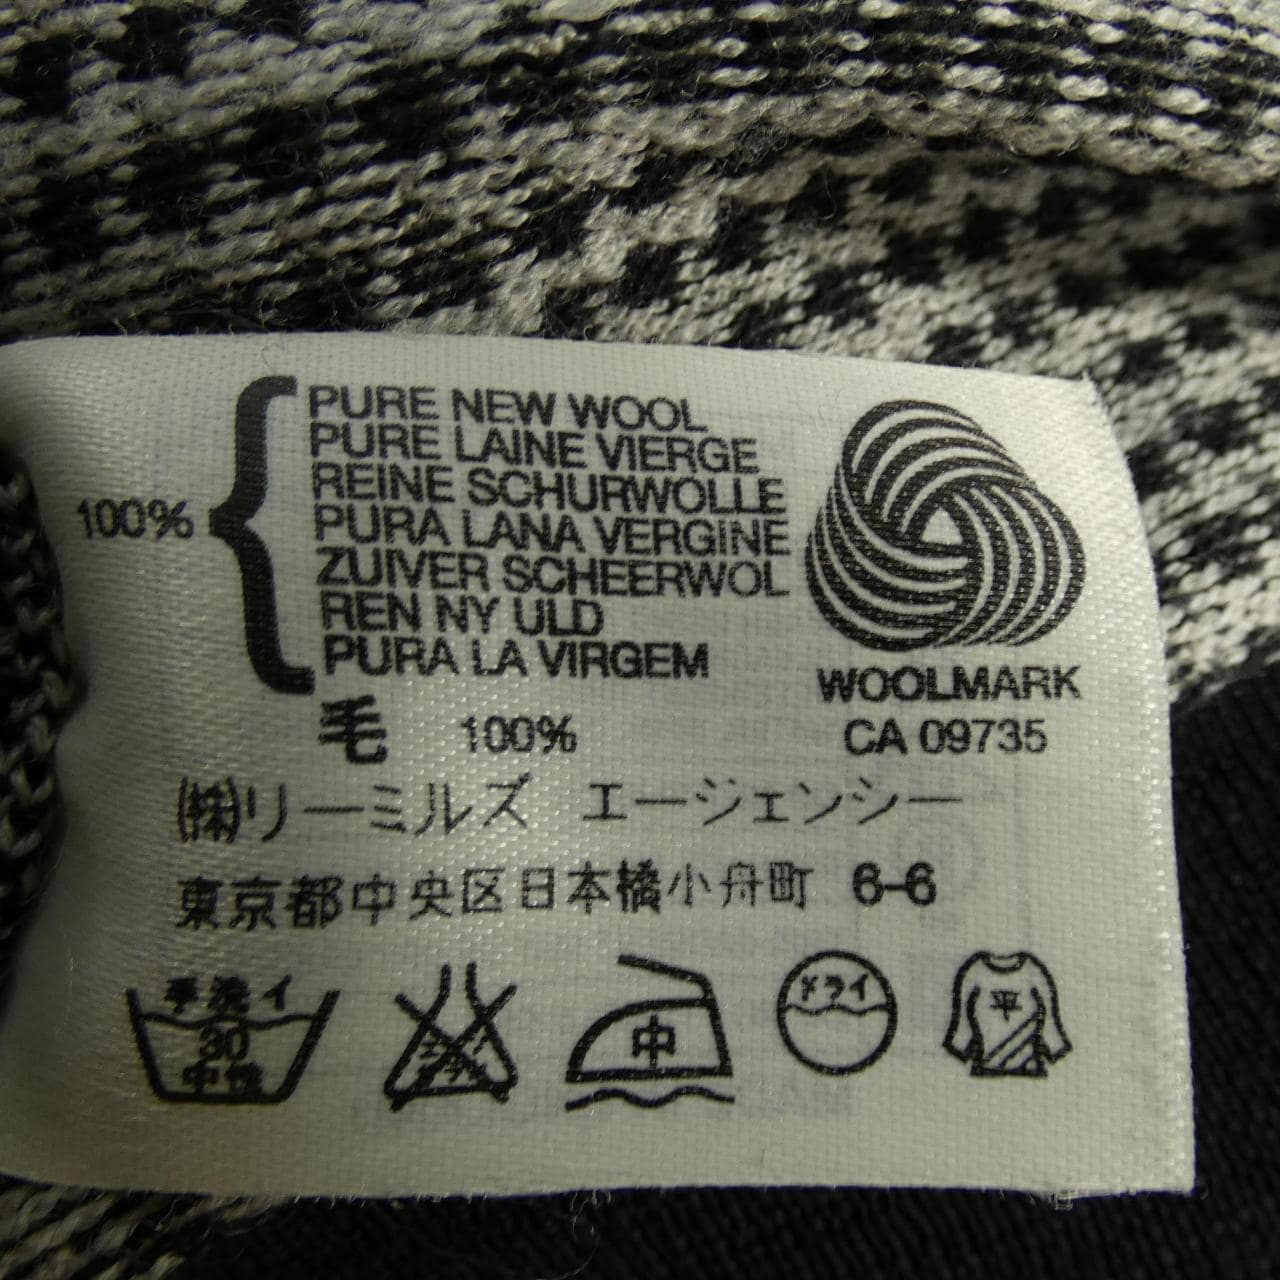 100%
PURE NEW WOOL
PURE LAINE VIERGE
REINE SCHURWOLLE
PURA LANA VERGINE
ZUIVER SCHEERWOL
REN NY ULD
PURA LA VIRGEM
WOOLMARK
CA 09735
毛 100%
㈱リーミルズ エージェンシー
東京都中央区日本橋小舟町 6-6
手洗イ
30
中性
中
ドライ
平